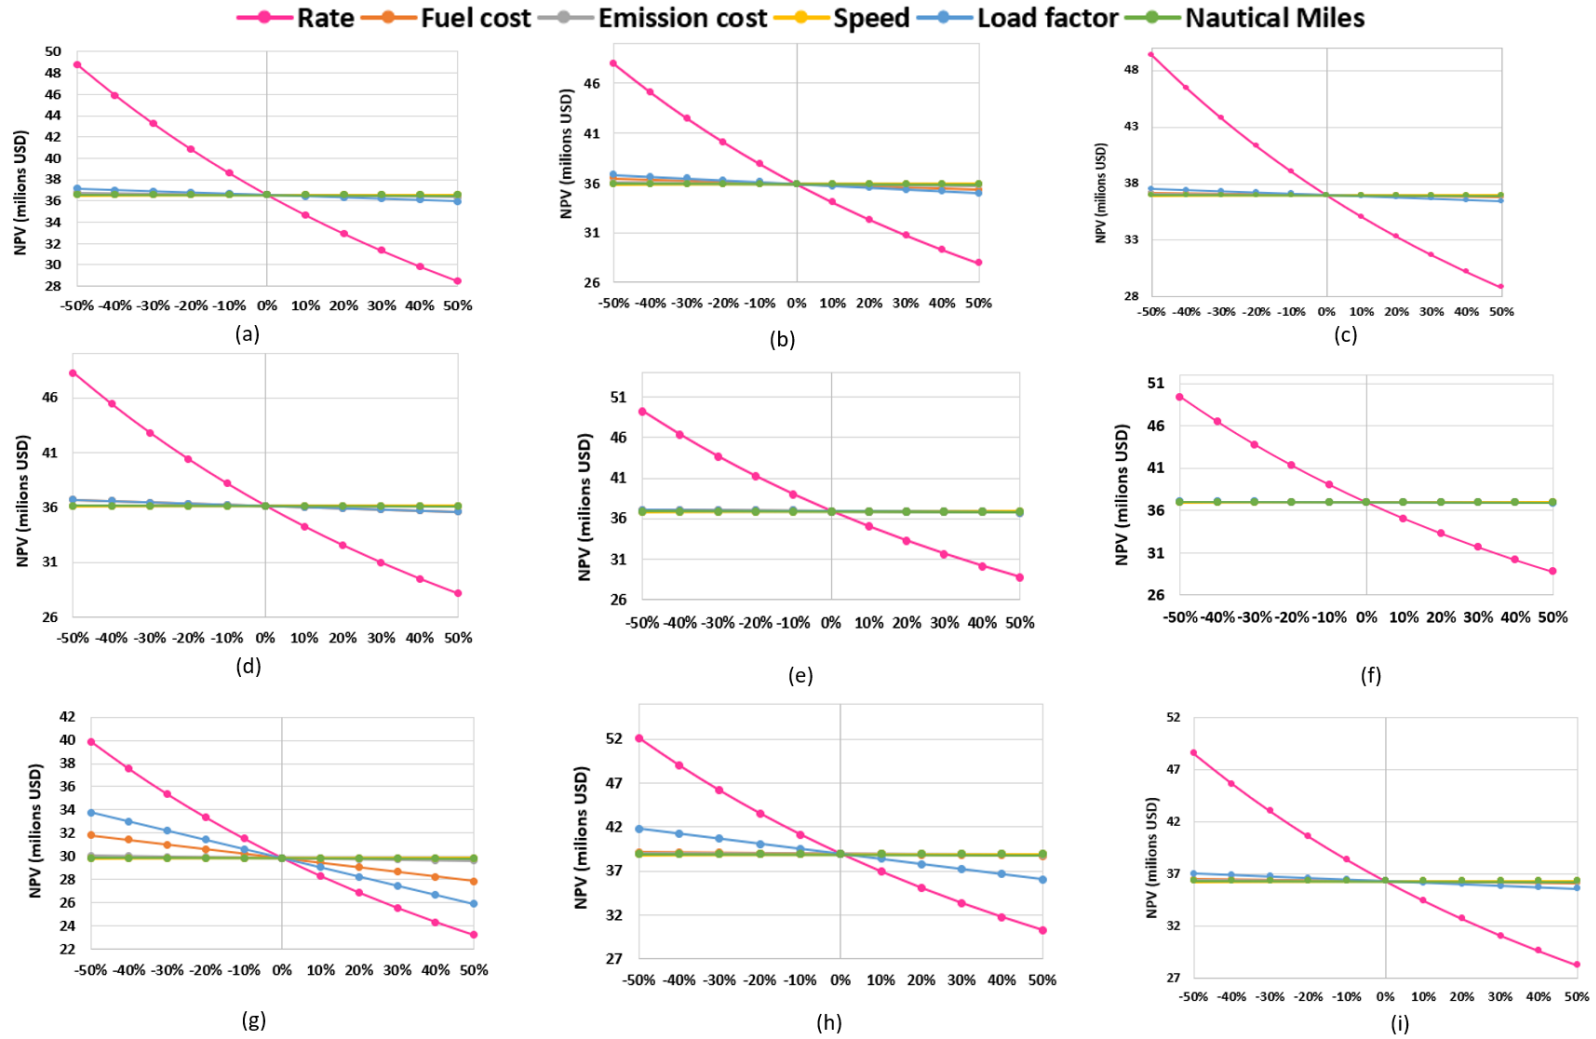 Rate Fuel cost Emission cost Speed Load factor Nautical Miles
NPV (milions USD)
50
48
46
44
42
40
38
36
34
32
30
28
-50% -40% -30% -20% -10% 0% 10% 20% 30% 40% 50%
(a)
NPV (milions USD)
46
41
36
31
26
-50% -40% -30% -20% -10% 0% 10% 20% 30% 40% 50%
(b)
NPV (milions USD)
48
43
38
33
28
-50% -40% -30% -20% -10% 0% 10% 20% 30% 40% 50%
(c)
NPV (milions USD)
46
41
36
31
26
-50% -40% -30% -20% -10% 0% 10% 20% 30% 40% 50%
(d)
NPV (milions USD)
51
46
41
36
31
26
-50% -40% -30% -20% -10% 0% 10% 20% 30% 40% 50%
(e)
NPV (milions USD)
51
46
41
36
31
26
-50% -40% -30% -20% -10% 0% 10% 20% 30% 40% 50%
(f)
NPV (milions USD)
42
40
38
36
34
32
30
28
26
24
22
-50% -40% -30% -20% -10% 0% 10% 20% 30% 40% 50%
(g)
NPV (milions USD)
52
47
42
37
32
27
-50% -40% -30% -20% -10% 0% 10% 20% 30% 40% 50%
(h)
NPV (milions USD)
52
47
42
37
32
27
-50% -40% -30% -20% -10% 0% 10% 20% 30% 40% 50%
(i)